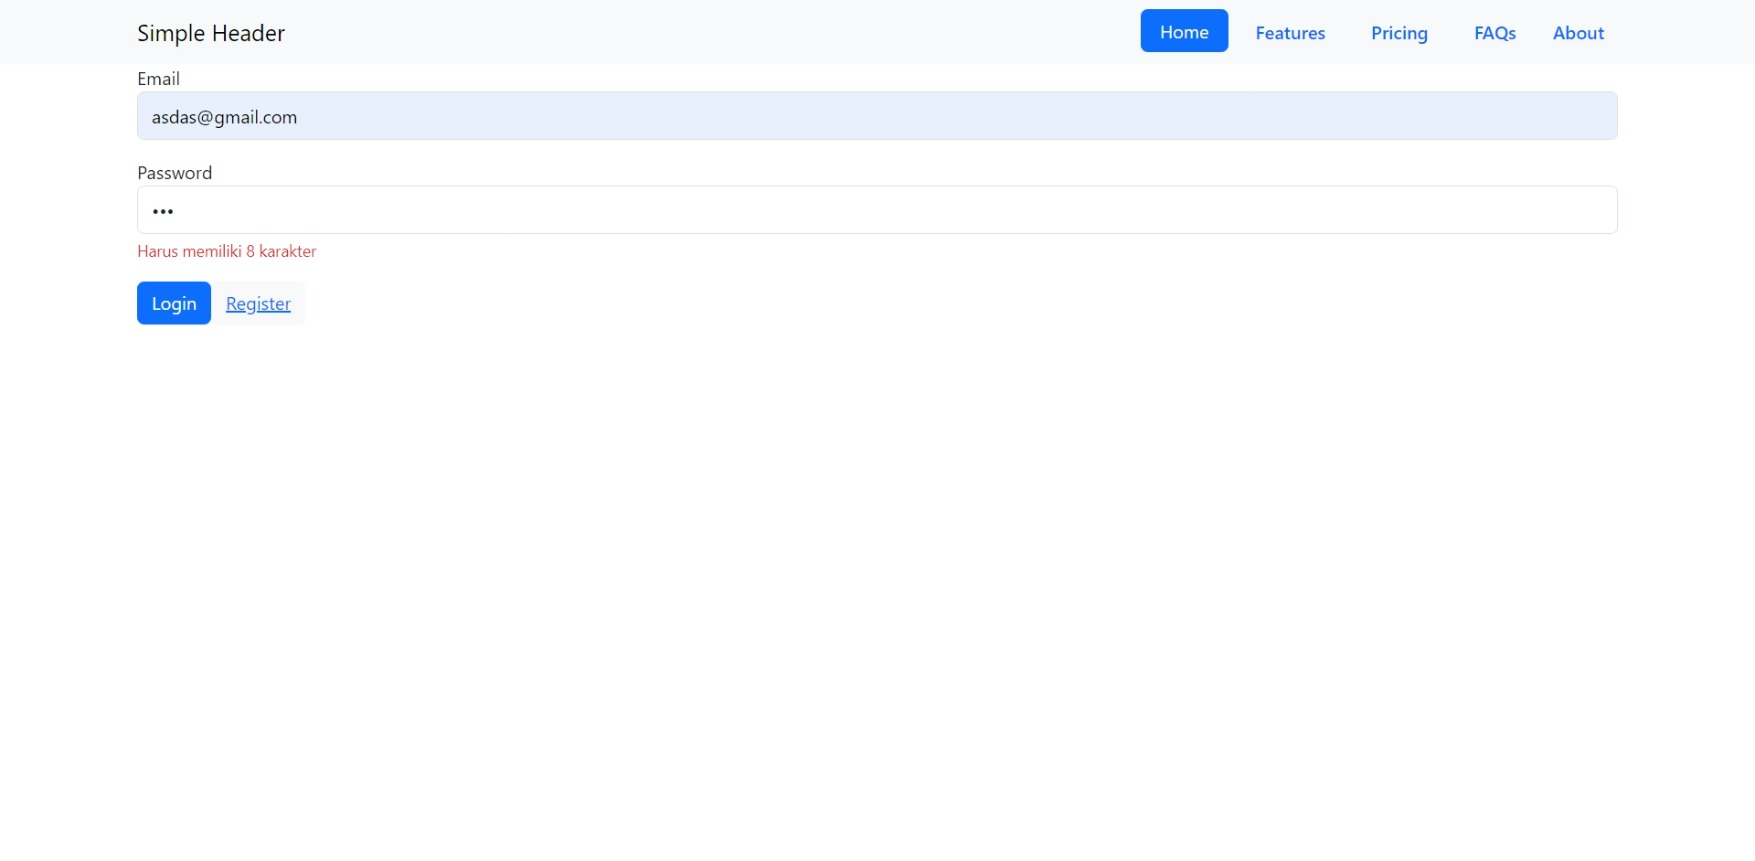 Simple Header
Home Features Pricing FAQs About
Email
asdas@gmail.com
Password
•••
Harus memiliki 8 karakter
Login Register